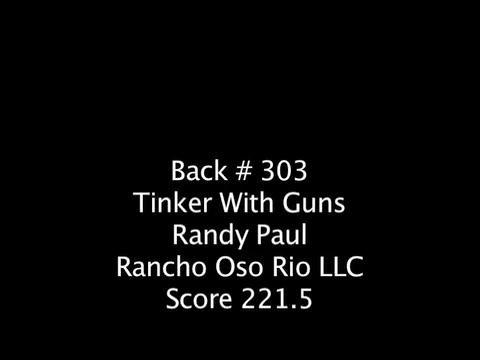 Back # 303
Tinker With Guns
Randy Paul
Rancho Oso Rio LLC
Score 221.5